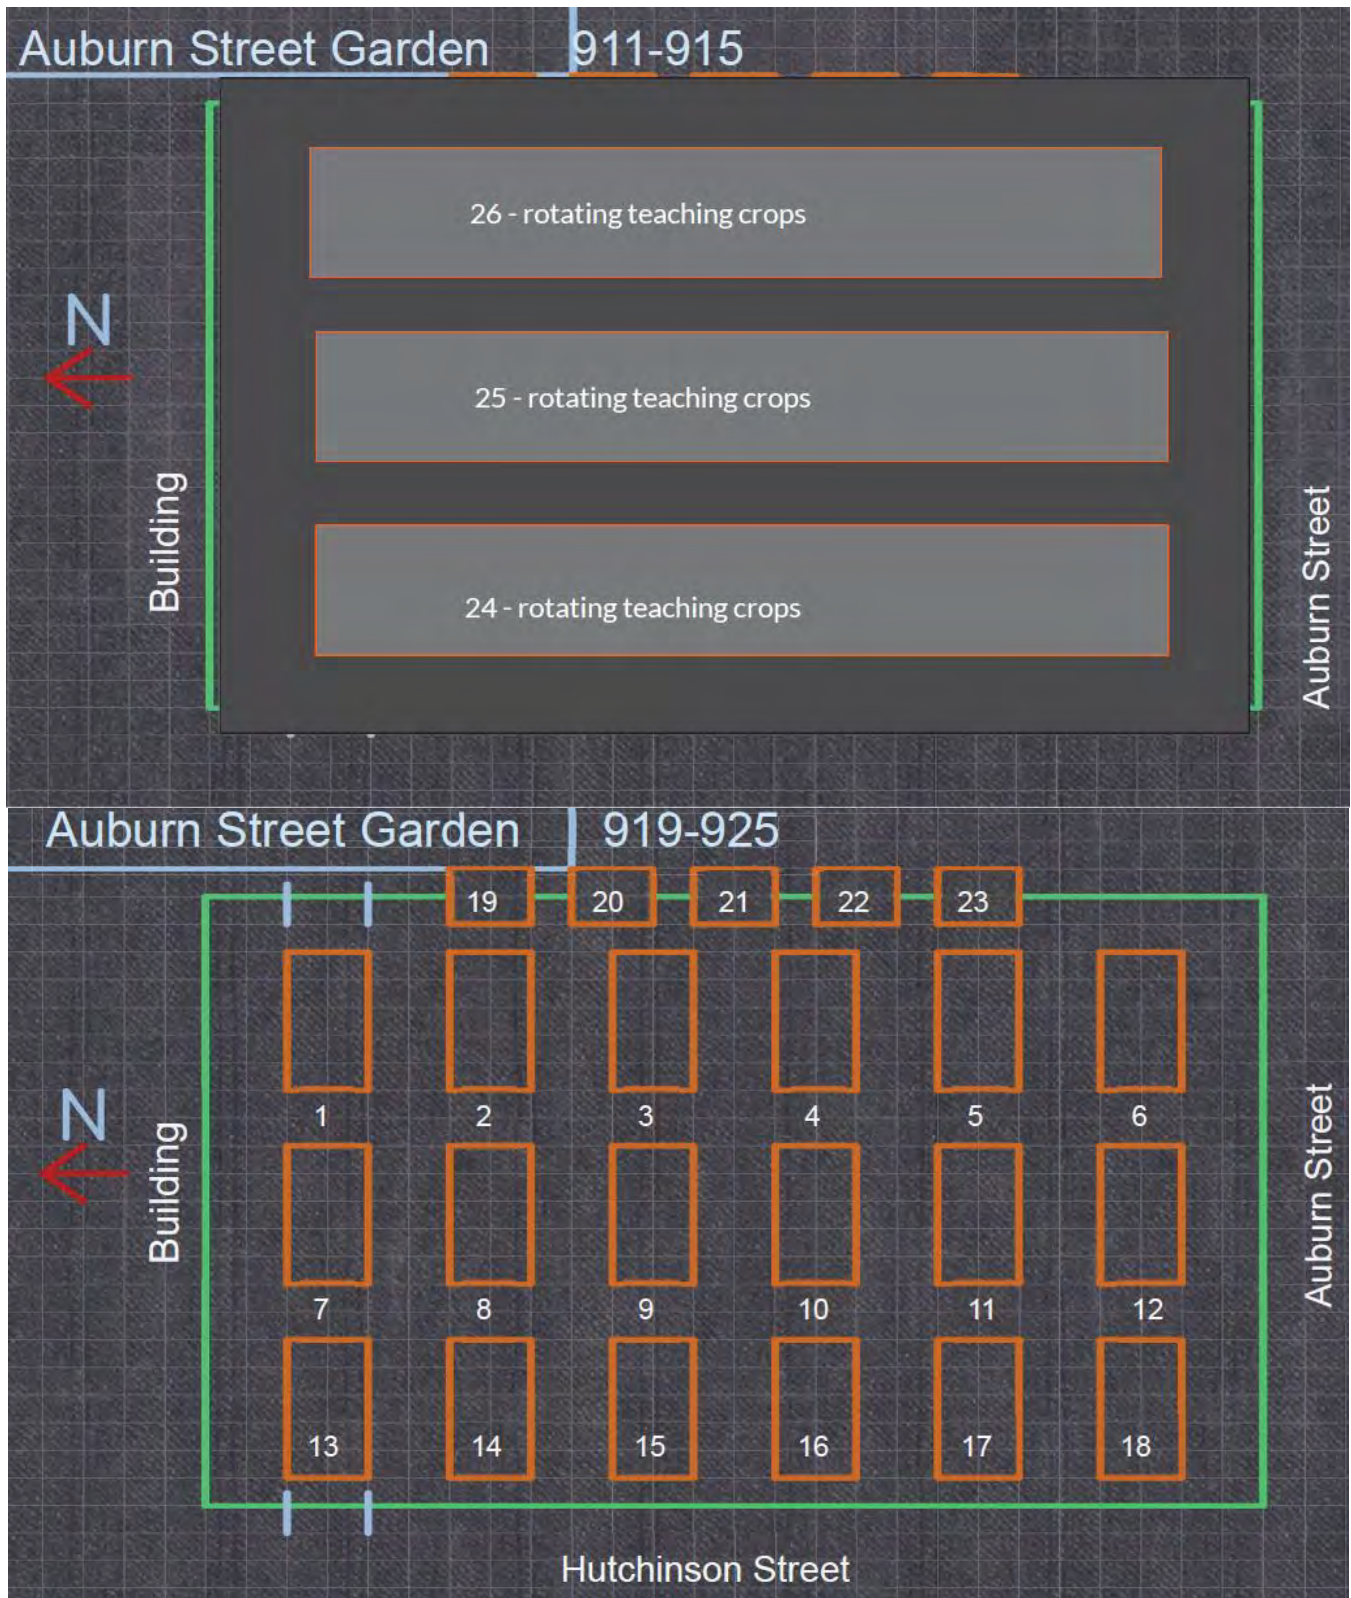 Auburn Street Garden 911-915
26 - rotating teaching crops
N
25 - rotating teaching crops
Building
Auburn Street
24 - rotating teaching crops
Auburn Street Garden 919-925
19 20 21 22 23
N
Building
Auburn Street
1 2 3 4 5 6
7 8 9 10 11 12
13 14 15 16 17 18
Hutchinson Street